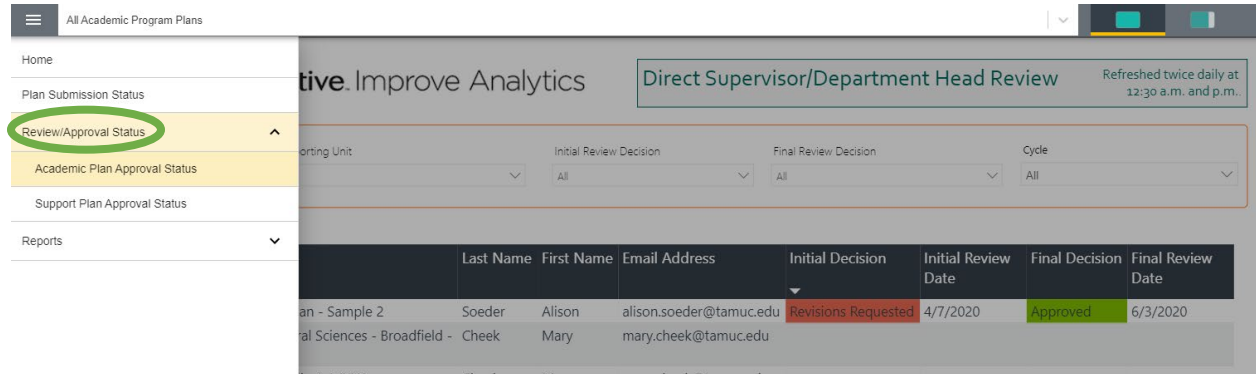 All Academic Program Plans
Home
Plan Submission Status
Review/Approval Status
Academic Plan Approval Status
Support Plan Approval Status
Reports
tive. Improve Analytics
Direct Supervisor/Department Head Review
Refreshed twice daily at
12:30 a.m. and p.m..
orting Unit
Initial Review Decision
Final Review Decision
Cycle
All
All
All
Last Name First Name Email Address Initial Decision Initial Review Date Final Decision Final Review Date
an - Sample 2 Soeder Alison alison.soeder@tamuc.edu Revisions Requested 4/7/2020 Approved 6/3/2020
ral Sciences - Broadfield - Cheek Mary mary.cheek@tamuc.edu